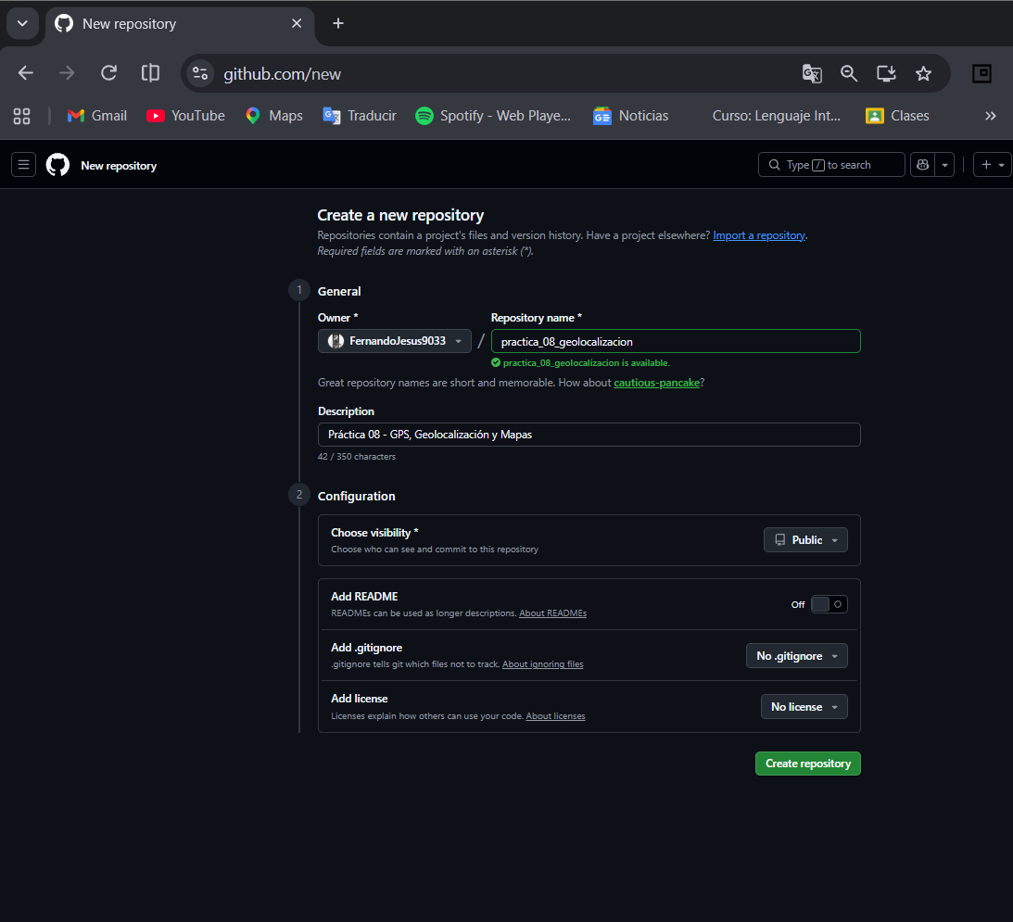 New repository
github.com/new
Gmail YouTube Maps Traducir Spotify - Web Playe... Noticias Curso: Lenguaje Int... Clases
New repository Type / to search
Create a new repository
Repositories contain a project's files and version history. Have a project elsewhere? Import a repository.
Required fields are marked with an asterisk (*).
1 General
Owner * Repository name *
FernandoJesus9033 / practica_08_geolocalizacion
practica_08_geolocalizacion is available.
Great repository names are short and memorable. How about cautious-pancake?
Description
Práctica 08 - GPS, Geolocalización y Mapas
42 / 350 characters
2 Configuration
Choose visibility *
Choose who can see and commit to this repository
Public
Add README
READMEs can be used as longer descriptions. About READMEs
Off
Add .gitignore
.gitignore tells git which files not to track. About ignoring files
No .gitignore
Add license
Licenses explain how others can use your code. About licenses
No license
Create repository